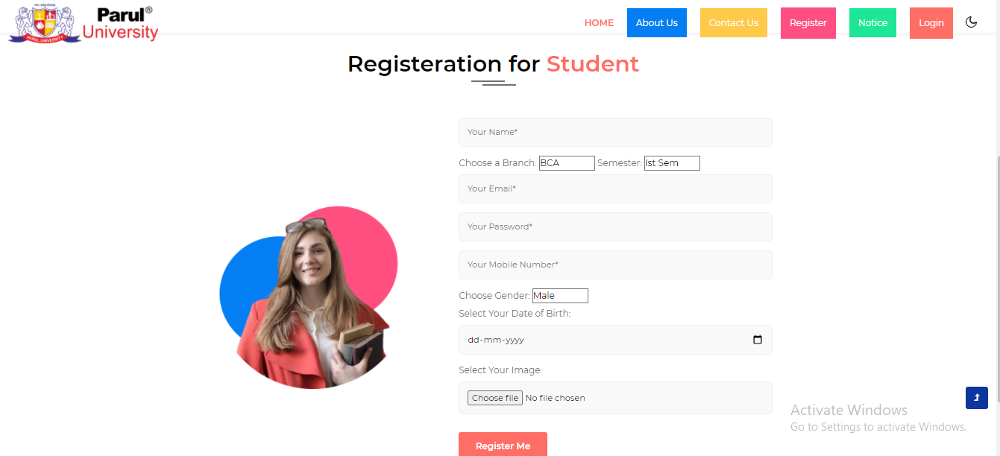 Parul®
University
PARUL UNIVERSITY
HOME About Us Contact Us Register Notice Login
Registeration for Student
Your Name*
Choose a Branch: BCA Semester: Ist Sem
Your Email*
Your Password*
Your Mobile Number*
Choose Gender: Male
Select Your Date of Birth:
dd-mm-yyyy
Select Your Image:
Choose file No file chosen
Register Me
Activate Windows
Go to Settings to activate Windows.